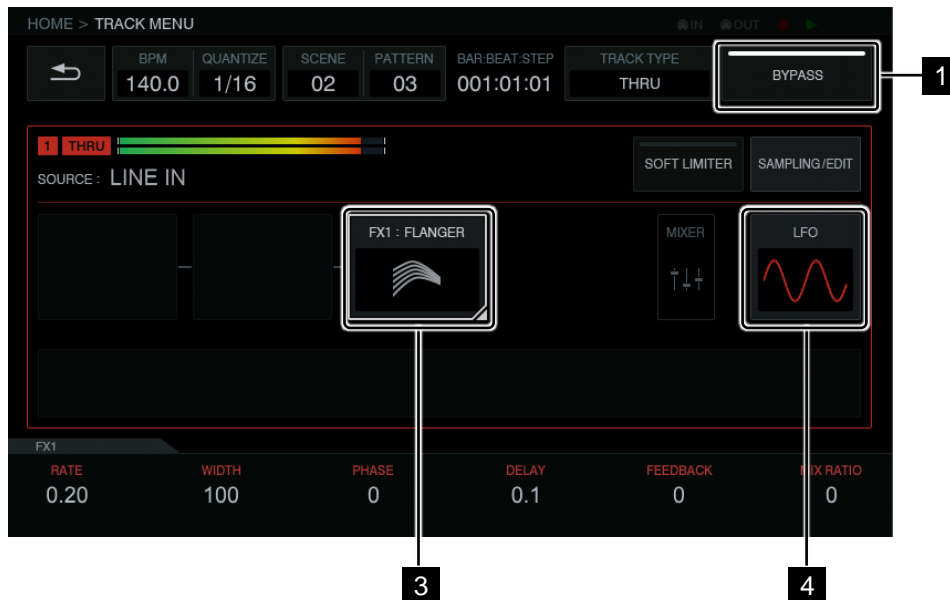 HOME > TRACK MENU
IN OUT
BPM QUANTIZE SCENE PATTERN BAR:BEAT:STEP TRACK TYPE
140.0 1/16 02 03 001:01:01 THRU BYPASS
1
1 THRU
SOURCE : LINE IN SOFT LIMITER SAMPLING/EDIT
FX1 : FLANGER MIXER LFO
FX1
RATE WIDTH PHASE DELAY FEEDBACK MIX RATIO
0.20 100 0 0.1 0 0
3 4